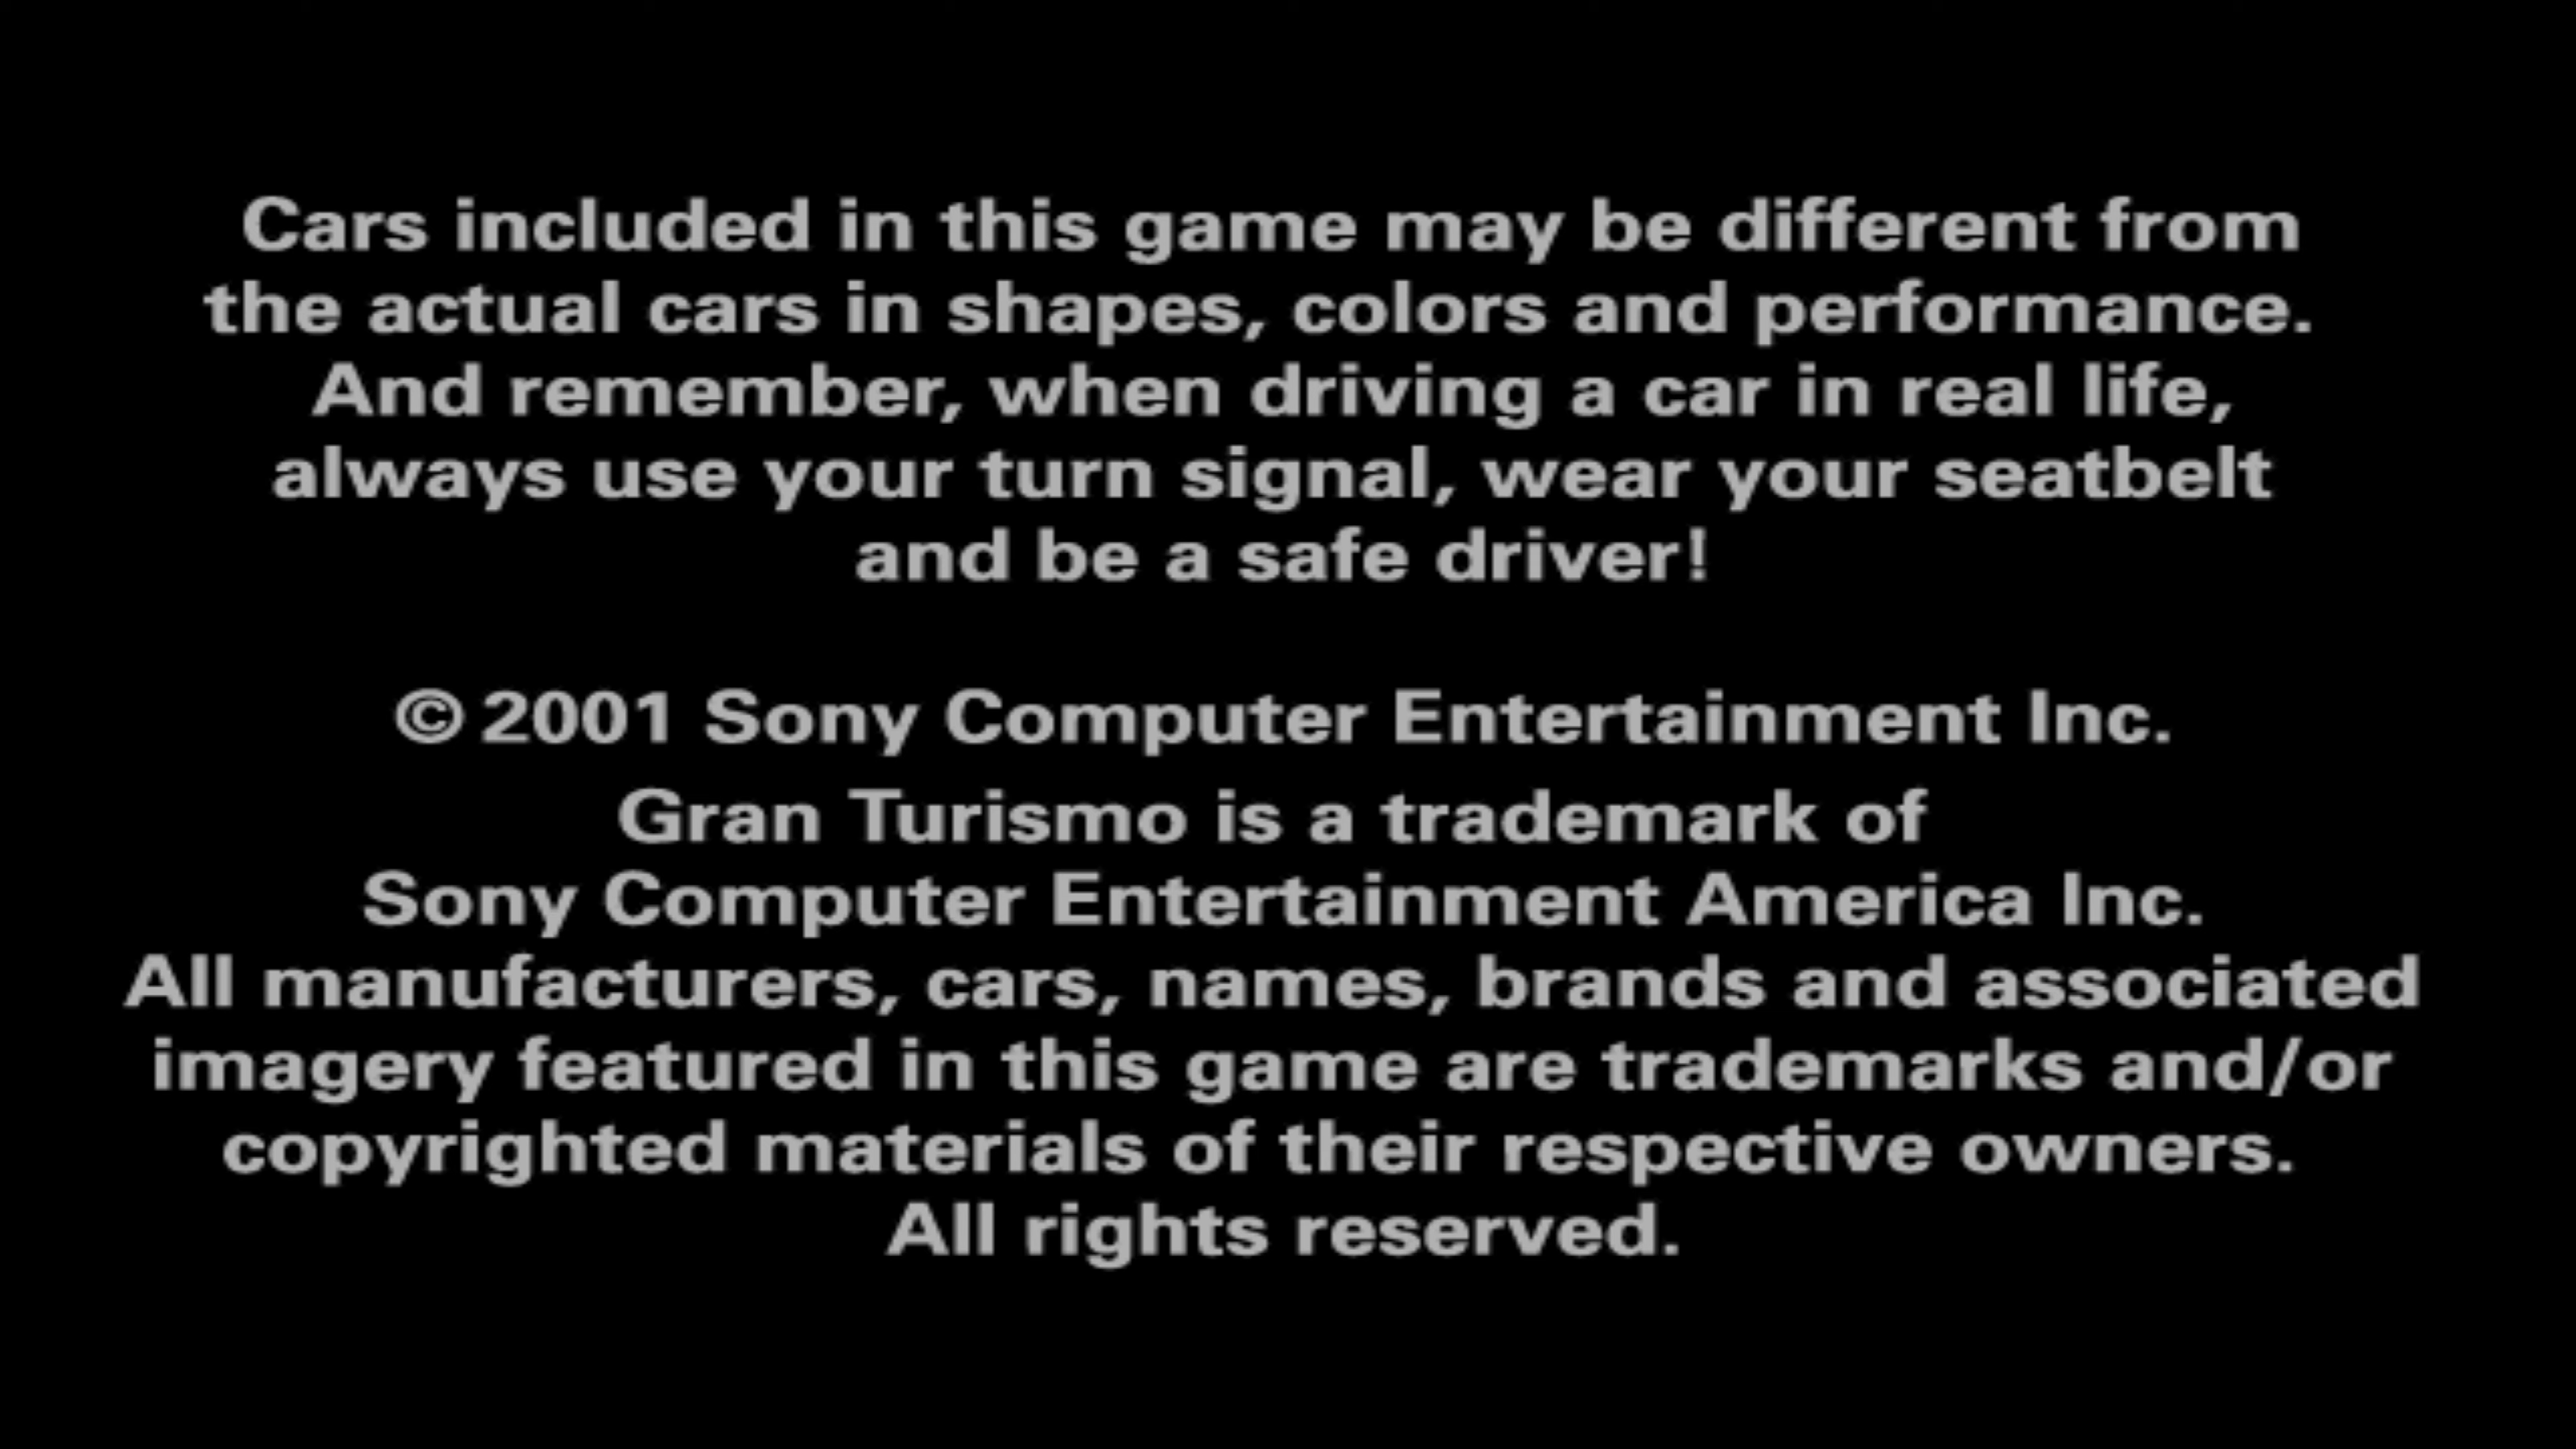 Cars included in this game may be different from
the actual cars in shapes, colors and performance.
And remember, when driving a car in real life,
always use your turn signal, wear your seatbelt
and be a safe driver!
© 2001 Sony Computer Entertainment Inc.
Gran Turismo is a trademark of
Sony Computer Entertainment America Inc.
All manufacturers, cars, names, brands and associated
imagery featured in this game are trademarks and/or
copyrighted materials of their respective owners.
All rights reserved.